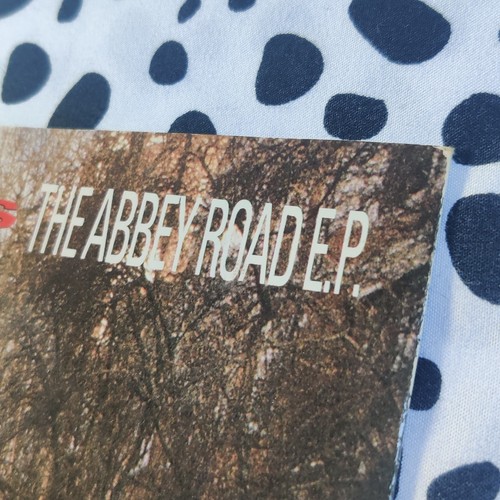 S THE ABBEY ROAD E.P.